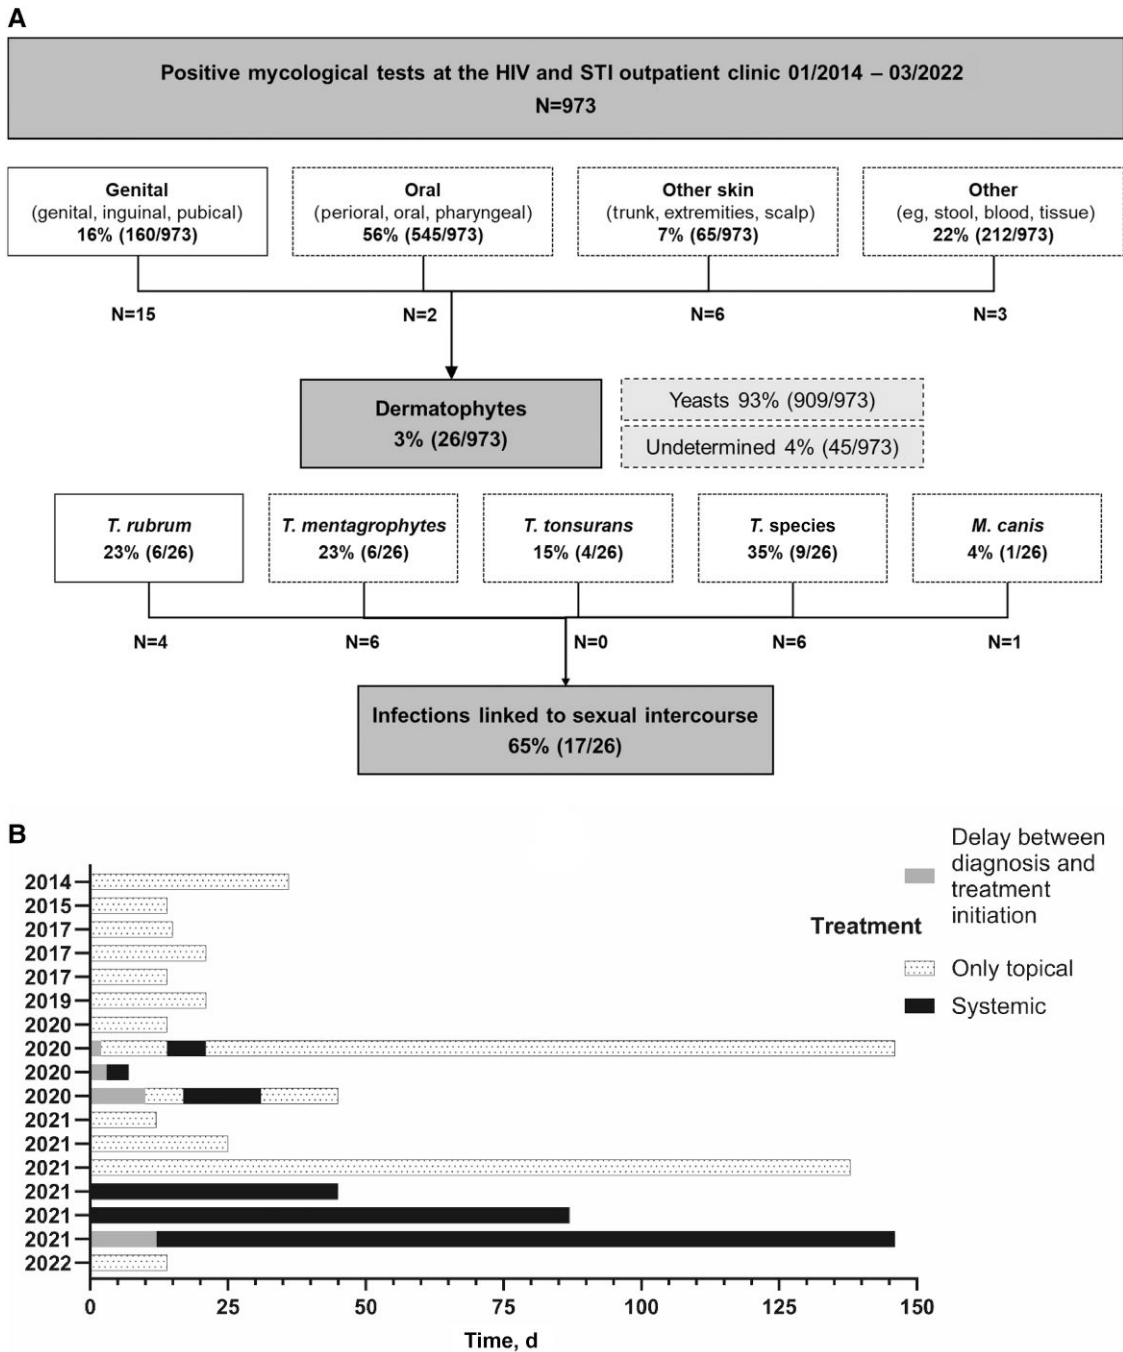 A
Positive mycological tests at the HIV and STI outpatient clinic 01/2014 – 03/2022
N=973
Genital
(genital, inguinal, pubical)
16% (160/973)
Oral
(perioral, oral, pharyngeal)
56% (545/973)
Other skin
(trunk, extremities, scalp)
7% (65/973)
Other
(eg, stool, blood, tissue)
22% (212/973)
N=15
N=2
N=6
N=3
Dermatophytes
3% (26/973)
Yeasts 93% (909/973)
Undetermined 4% (45/973)
T. rubrum
23% (6/26)
T. mentagrophytes
23% (6/26)
T. tonsurans
15% (4/26)
T. species
35% (9/26)
M. canis
4% (1/26)
N=4
N=6
N=0
N=6
N=1
Infections linked to sexual intercourse
65% (17/26)
B
Delay between
diagnosis and
treatment
initiation
Treatment
Only topical
Systemic
2014
2015
2017
2017
2017
2019
2020
2020
2020
2020
2021
2021
2021
2021
2021
2021
2022
0
25
50
75
100
125
150
Time, d